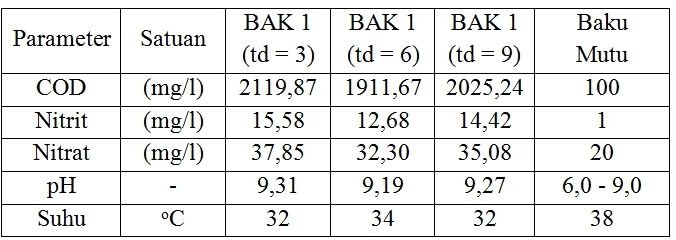 Parameter Satuan BAK 1 (td = 3) BAK 1 (td = 6) BAK 1 (td = 9) Baku Mutu
COD (mg/l) 2119,87 1911,67 2025,24 100
Nitrit (mg/l) 15,58 12,68 14,42 1
Nitrat (mg/l) 37,85 32,30 35,08 20
pH - 9,31 9,19 9,27 6,0 - 9,0
Suhu ºC 32 34 32 38